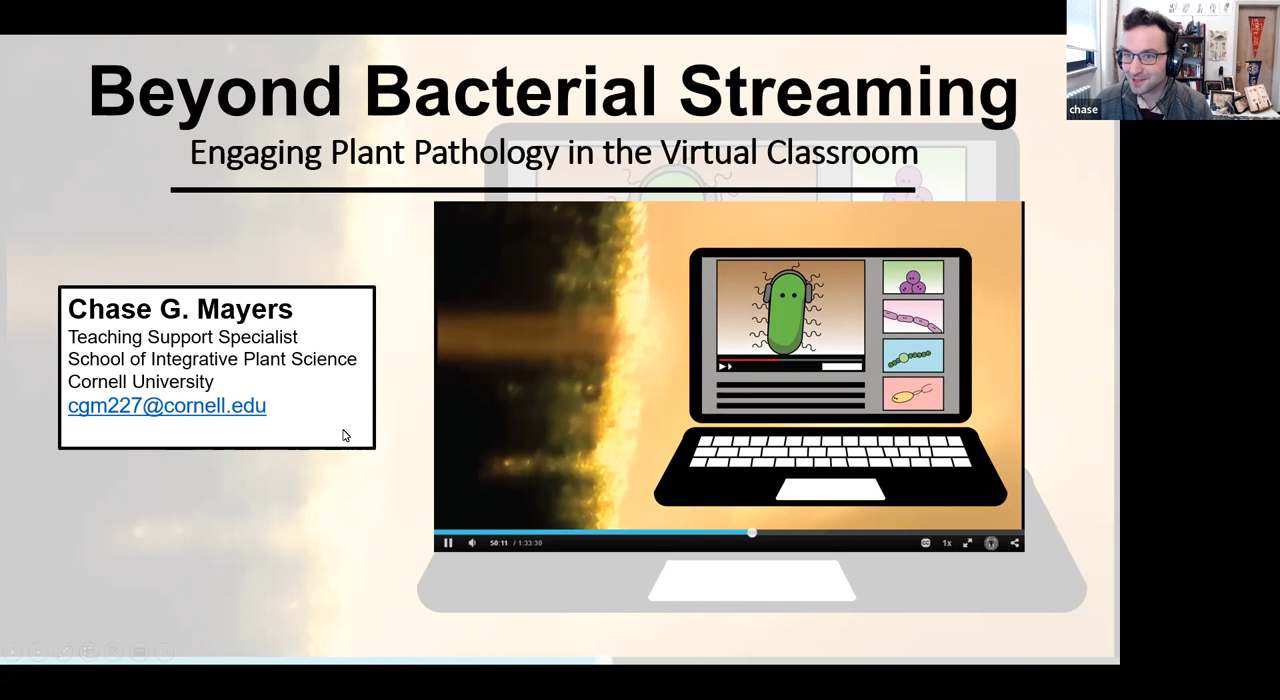 Beyond Bacterial Streaming
Engaging Plant Pathology in the Virtual Classroom
chase
Chase G. Mayers
Teaching Support Specialist
School of Integrative Plant Science
Cornell University
cgm227@cornell.edu
50:11 / 1:33:30
1x